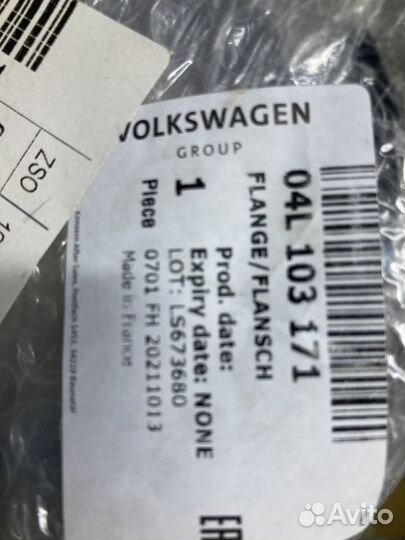 VOLKSWAGEN
GROUP
04L 103 171
FLANGE/FLANSCH
1
Piece
Prod. date:
Expiry date: NONE
LOT: LS673680
0701 FH 20211013
Made in France
ZSO
Avito